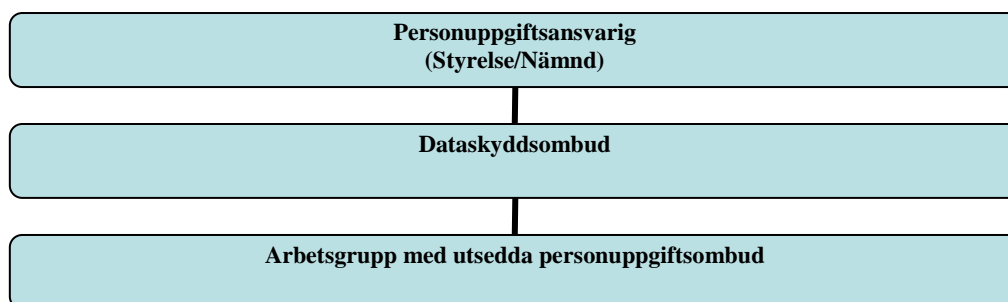 Personuppgiftsansvarig
(Styrelse/Nämnd)
Dataskyddsombud
Arbetsgrupp med utsedda personuppgiftsombud